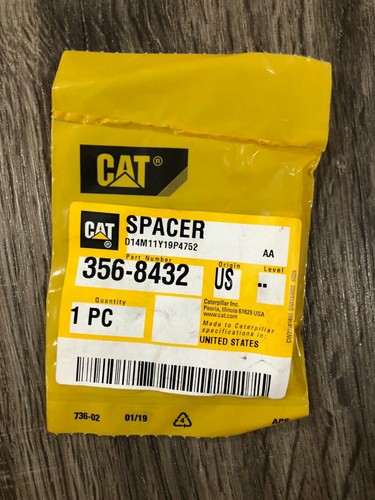 CAT®
CAT
SPACER
D14M11Y19P4752
AA
Part Number
356-8432
Origin
US
Level
--
Quantity
1 PC
Caterpillar Inc.
Peoria, Illinois 61629 USA
www.cat.com
Made to Caterpillar
specifications in:
UNITED STATES
736-02
01/19
4